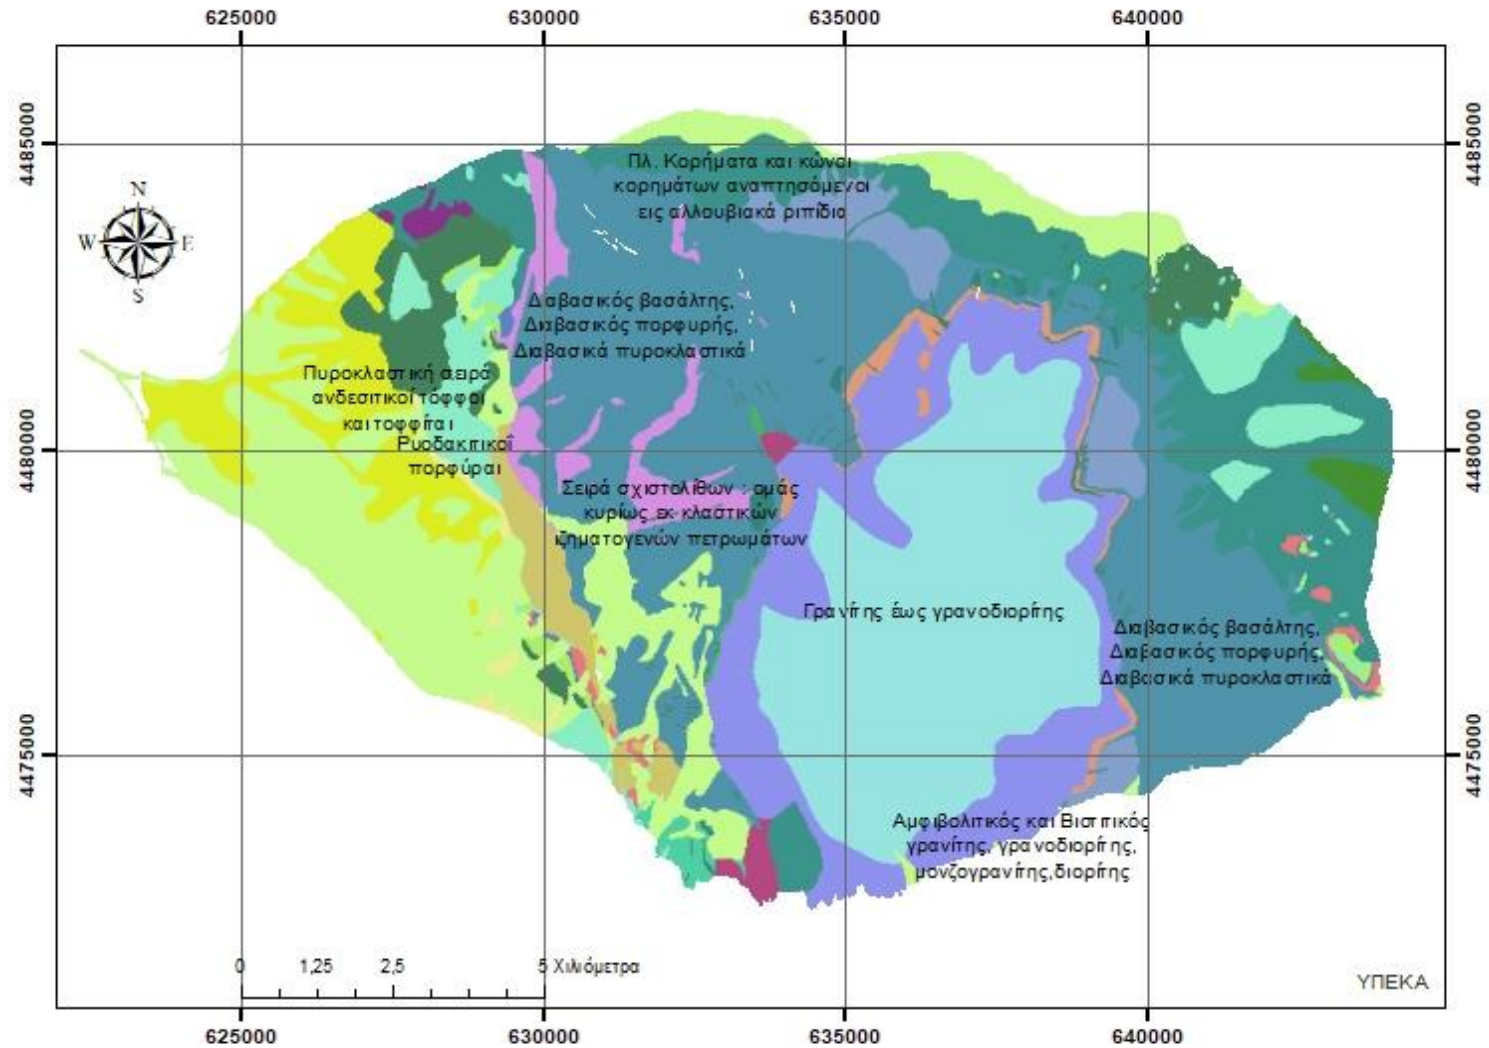 625000 630000 635000 640000
4485000 4485000
N
W E
S
Πλ. Κορήματα και κώνοι
κορημάτων αναπτησόμενοι
εις αλλουβιακά ριπίδια
Διαβασικός βασάλτης,
Διαβασικός πορφυρής,
Διαβασικά πυροκλαστικά
Πυροκλαστική σειρά
ανδεσιτικοί τόφφοι
και τοφφίται
Ρυοδακιτικοί
πορφύραι
4480000 4480000
Σειρά σχιστολίθων : ομάς
κυρίως εκ κλαστικών
ιζηματογενών πετρωμάτων
Γρανίτης έως γρανοδιορίτης
Διαβασικός βασάλτης,
Διαβασικός πορφυρής,
Διαβασικά πυροκλαστικά
4475000 4475000
Αμφιβολιτικός και Βιστιτικός
γρανίτης, γρανοδιορίτης,
μονζογρανίτης,διορίτης
0 1,25 2,5 5 Χιλιόμετρα
ΥΠΕΚΑ
625000 630000 635000 640000